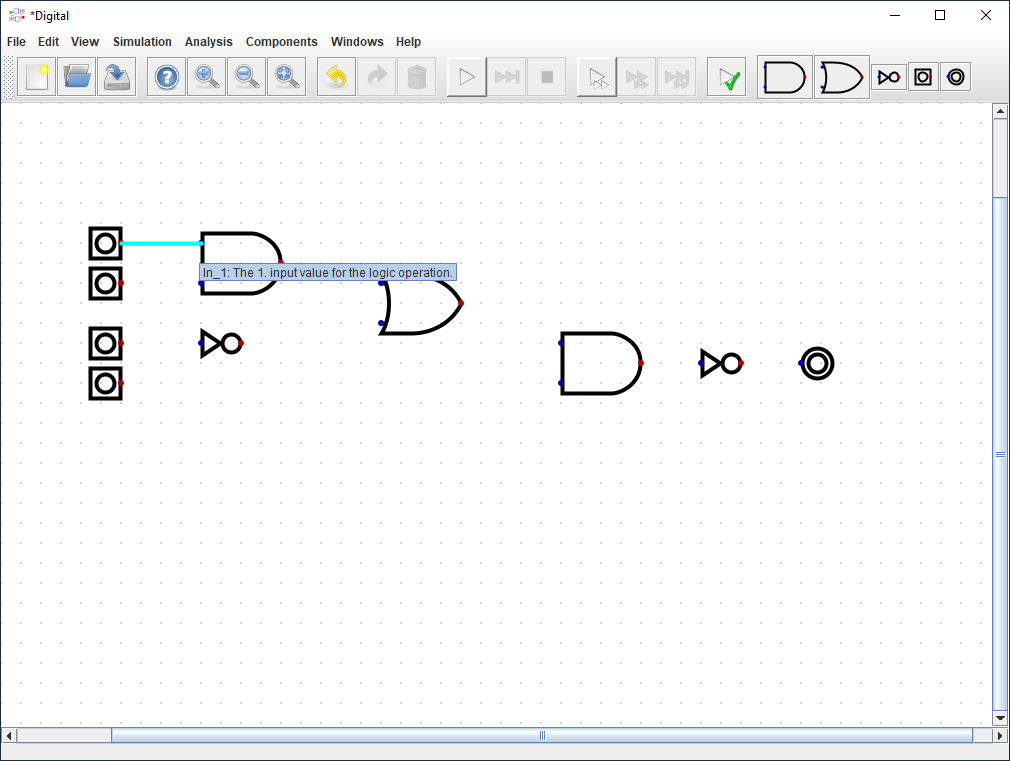 *Digital
File Edit View Simulation Analysis Components Windows Help
In_1: The 1. input value for the logic operation.